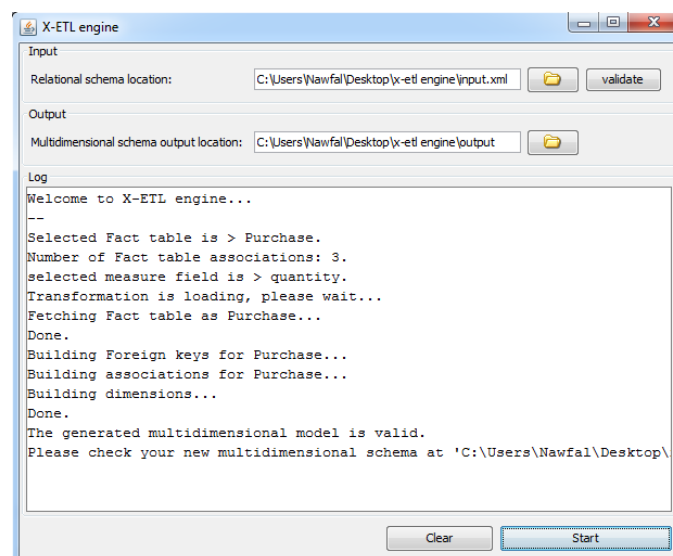 X-ETL engine
Input
Relational schema location: C:\Users\Nawfal\Desktop\x-etl engine\input.xml validate
Output
Multidimensional schema output location: C:\Users\Nawfal\Desktop\x-etl engine\output
Log
Welcome to X-ETL engine...
--
Selected Fact table is > Purchase.
Number of Fact table associations: 3.
selected measure field is > quantity.
Transformation is loading, please wait...
Fetching Fact table as Purchase...
Done.
Building Foreign keys for Purchase...
Building associations for Purchase...
Building dimensions...
Done.
The generated multidimensional model is valid.
Please check your new multidimensional schema at 'C:\Users\Nawfal\Desktop\
Clear Start